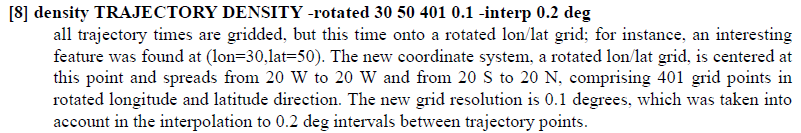 [8] density TRAJECTORY DENSITY -rotated 30 50 401 0.1 -interp 0.2 deg
all trajectory times are gridded, but this time onto a rotated lon/lat grid; for instance, an interesting
feature was found at (lon=30,lat=50). The new coordinate system, a rotated lon/lat grid, is centered at
this point and spreads from 20 W to 20 W and from 20 S to 20 N, comprising 401 grid points in
rotated longitude and latitude direction. The new grid resolution is 0.1 degrees, which was taken into
account in the interpolation to 0.2 deg intervals between trajectory points.